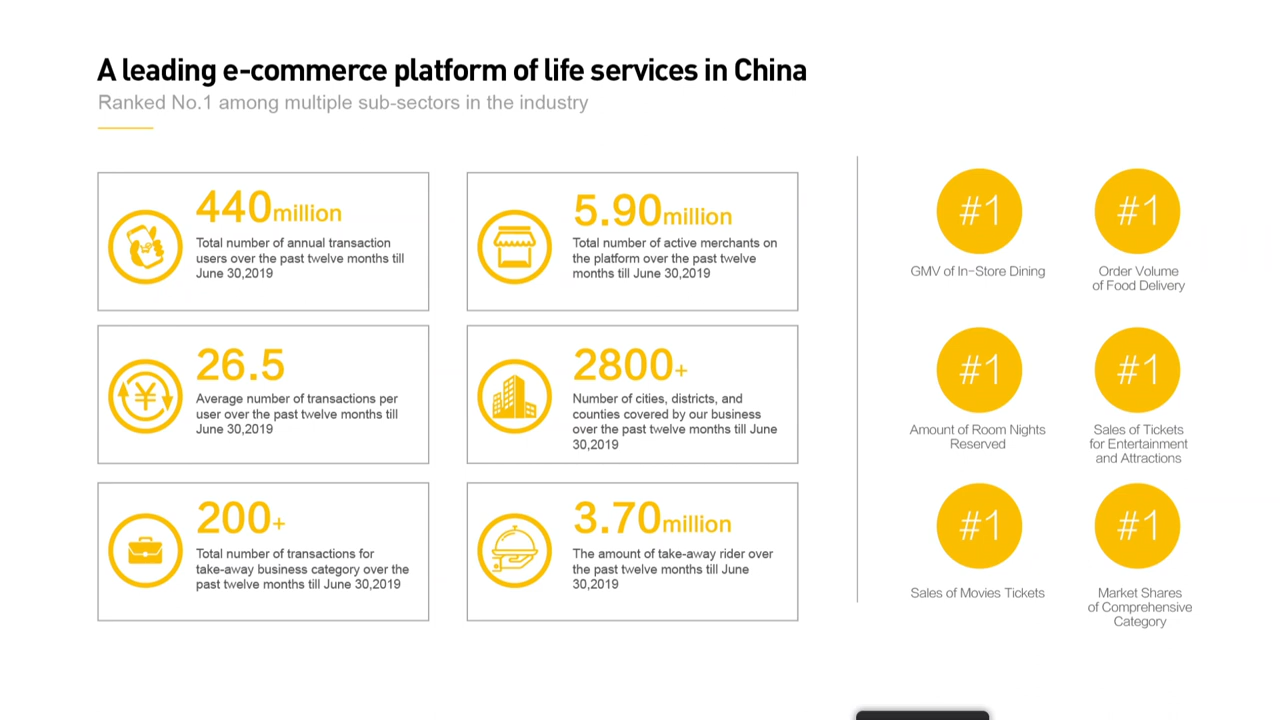 A leading e-commerce platform of life services in China
Ranked No.1 among multiple sub-sectors in the industry
440million
Total number of annual transaction
users over the past twelve months till
June 30,2019
5.90million
Total number of active merchants on
the platform over the past twelve
months till June 30,2019
¥
26.5
Average number of transactions per
user over the past twelve months till
June 30,2019
2800+
Number of cities, districts, and
counties covered by our business
over the past twelve months till June
30,2019
200+
Total number of transactions for
take-away business category over the
past twelve months till June 30,2019
3.70million
The amount of take-away rider over
the past twelve months till June
30,2019
#1
GMV of In-Store Dining
#1
Order Volume
of Food Delivery
#1
Amount of Room Nights
Reserved
#1
Sales of Tickets
for Entertainment
and Attractions
#1
Sales of Movies Tickets
#1
Market Shares
of Comprehensive
Category